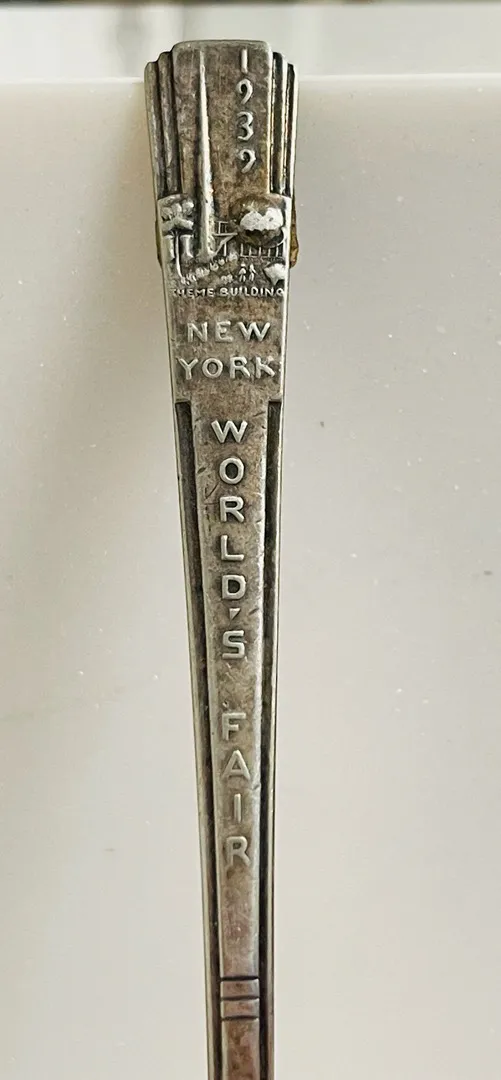 1939
THEME BUILDING
NEW
YORK
WORLD'S
FAIR